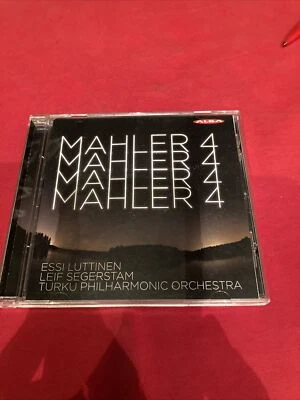 ALBA
MAHLER 4
MAHLER 4
MAHLER 4
MAHLER 4
ESSI LUTTINEN
LEIF SEGERSTAM
TURKU PHILHARMONIC ORCHESTRA